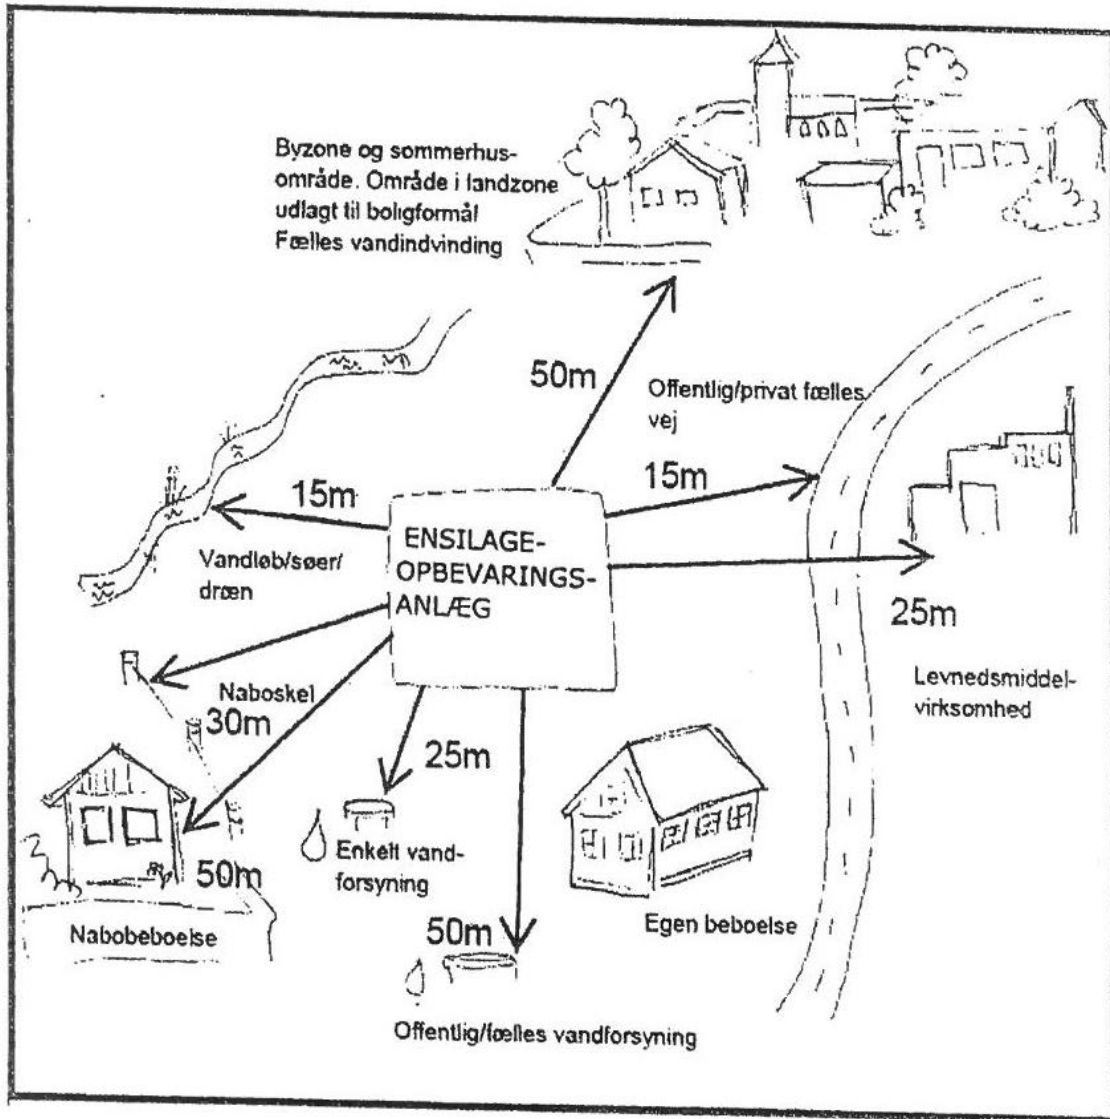 Byzone og sommerhus-
område. Område i landzone
udlagt til boligformål
Fælles vandindvinding
50m
Offentlig/privat fælles
vej
15m
15m
ENSILAGE-
OPBEVARINGS-
ANLÆG
Vandløb/søer/
dræn
25m
Levnedsmiddel-
virksomhed
Naboskel
30m
25m
Enkelt vand-
forsyning
50m
Nabobeboelse
50m
Egen beboelse
Offentlig/fælles vandforsyning